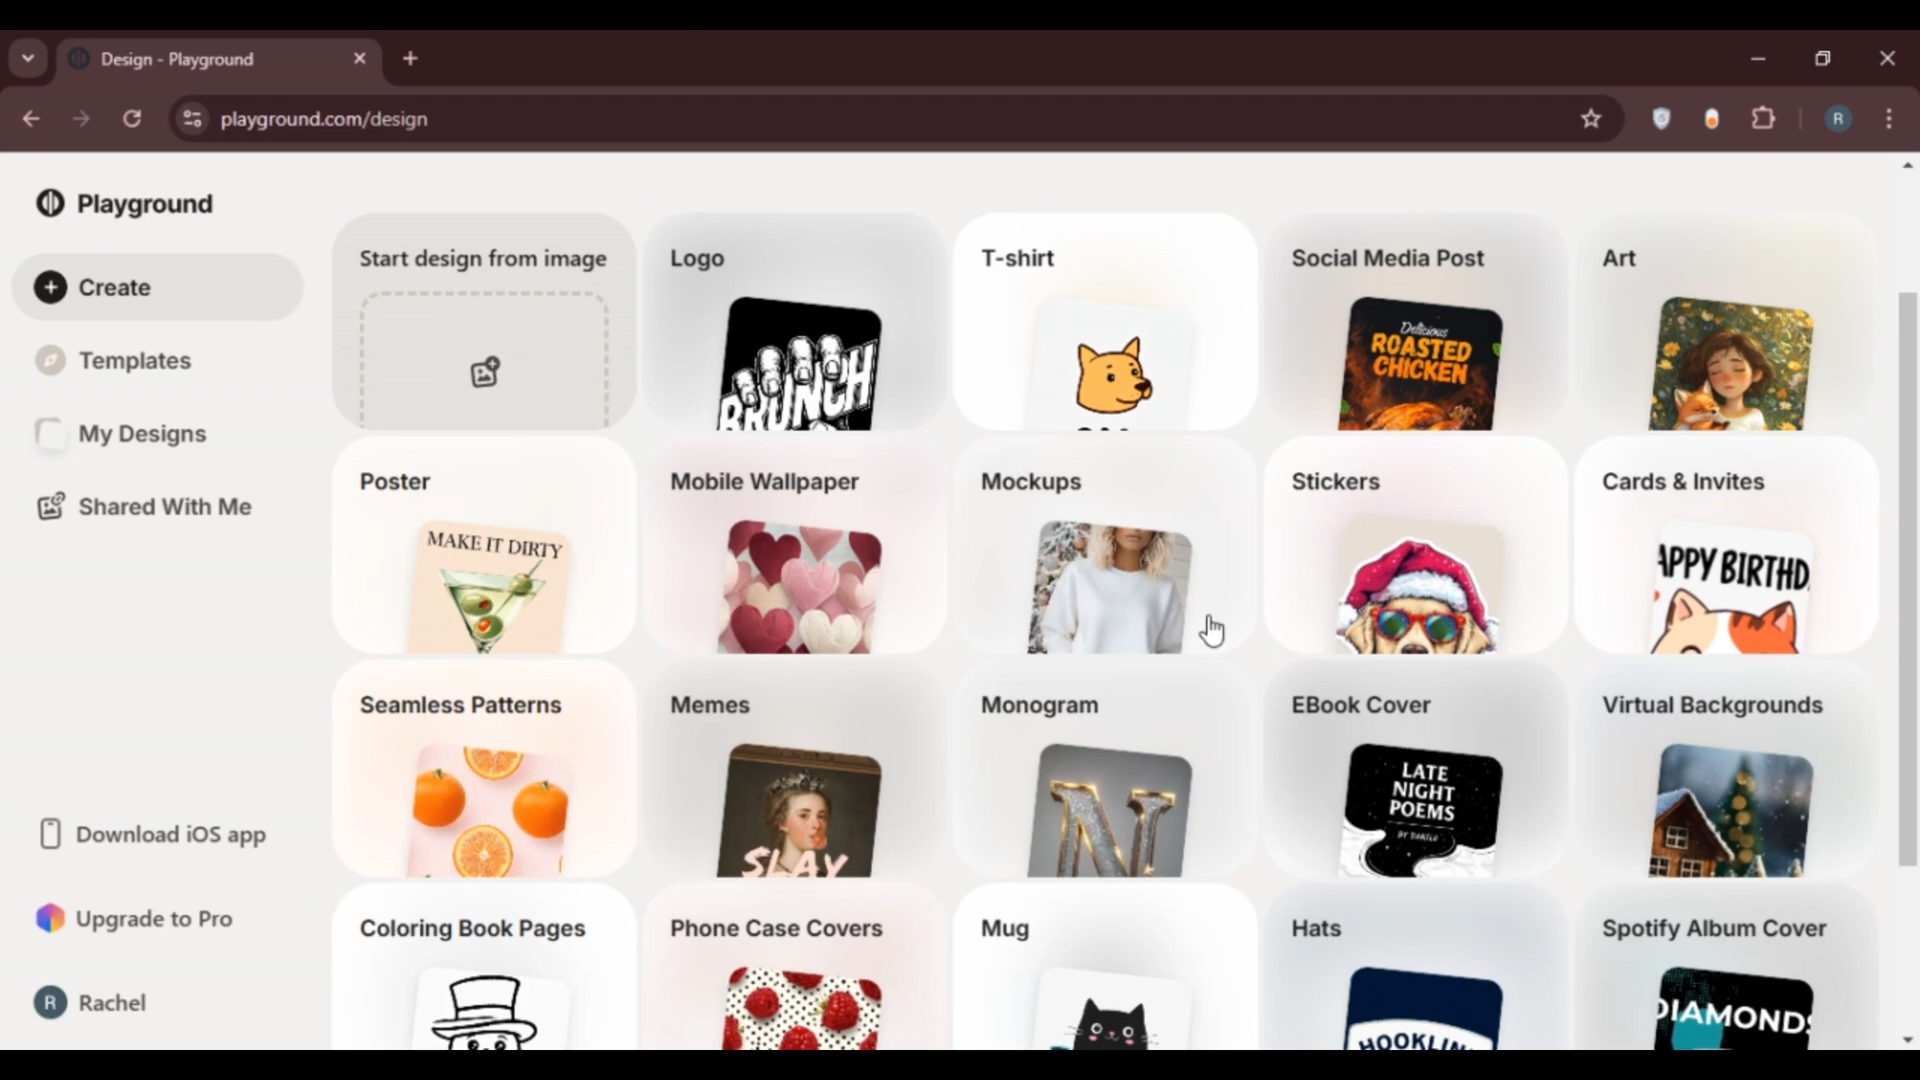 Design - Playground
playground.com/design
R
Playground
Create
Templates
My Designs
Shared With Me
Download iOS app
Upgrade to Pro
R
Rachel
Start design from image
Logo
T-shirt
Social Media Post
Art
BRUNCH
Delicious
ROASTED
CHICKEN
Poster
Mobile Wallpaper
Mockups
Stickers
Cards & Invites
MAKE IT DIRTY
APPY BIRTHD
Seamless Patterns
Memes
Monogram
EBook Cover
Virtual Backgrounds
SLAY
N
LATE
NIGHT
POEMS
Coloring Book Pages
Phone Case Covers
Mug
Hats
Spotify Album Cover
HOOKLIN
DIAMONDS